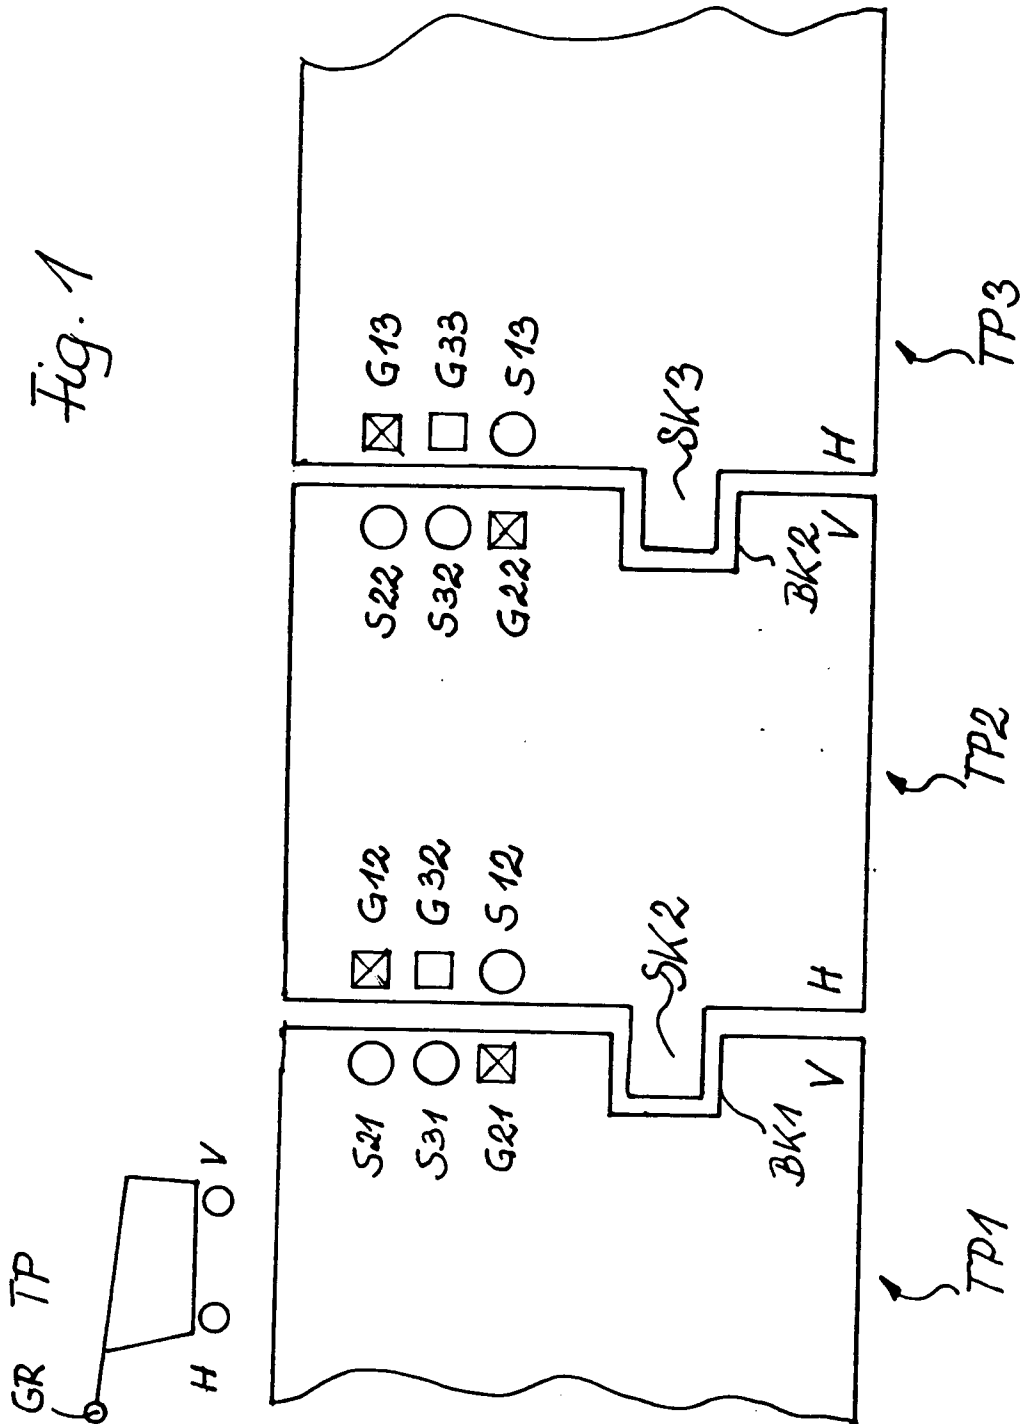 Fig. 1
GR TP
H V
S21 G12 S22 G13
S31 G32 S32 G33
G21 S12 G22 S13
SK2 SK3
BK1 BK2
V H V H
TP1 TP2 TP3